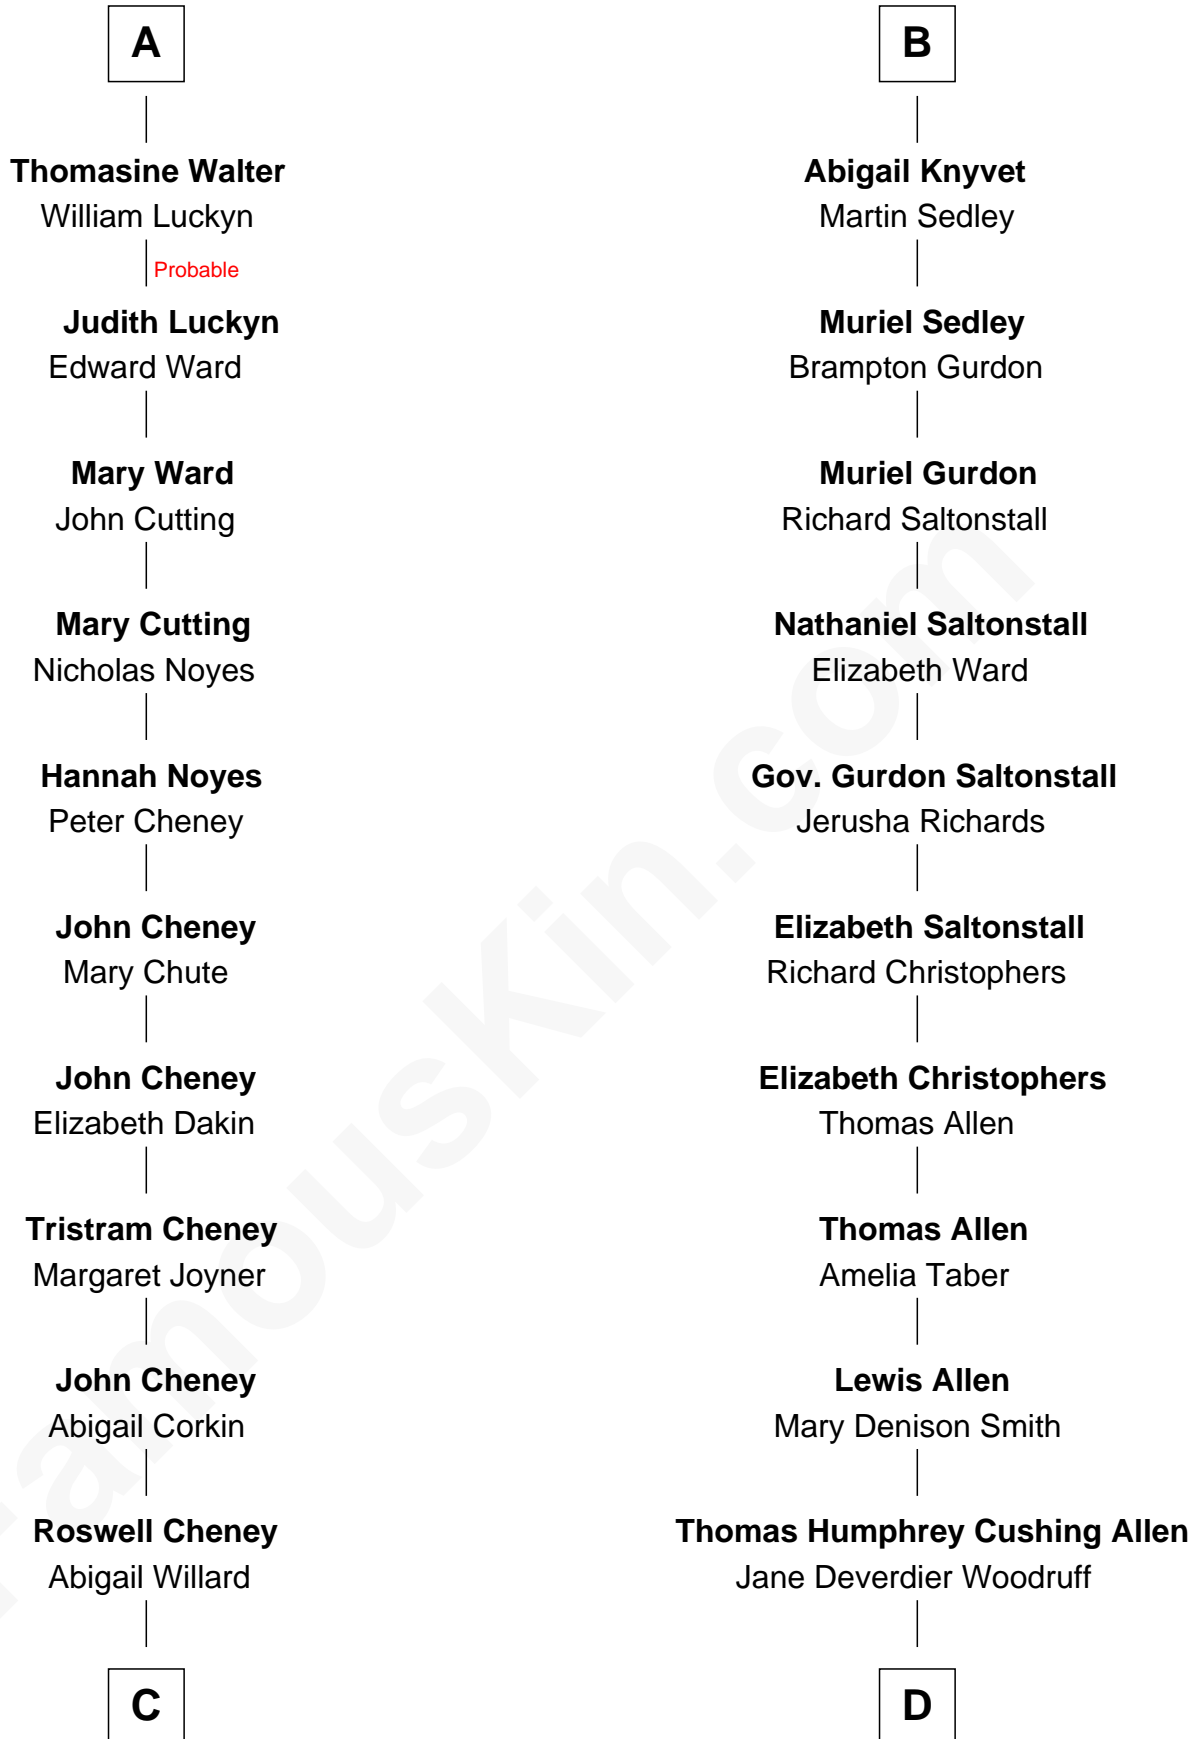 A
Thomasine Walter
William Luckyn
Probable
Judith Luckyn
Edward Ward
Mary Ward
John Cutting
Mary Cutting
Nicholas Noyes
Hannah Noyes
Peter Cheney
John Cheney
Mary Chute
John Cheney
Elizabeth Dakin
Tristram Cheney
Margaret Joyner
John Cheney
Abigail Corkin
Roswell Cheney
Abigail Willard
C
B
Abigail Knyvet
Martin Sedley
Muriel Sedley
Brampton Gurdon
Muriel Gurdon
Richard Saltonstall
Nathaniel Saltonstall
Elizabeth Ward
Gov. Gurdon Saltonstall
Jerusha Richards
Elizabeth Saltonstall
Richard Christophers
Elizabeth Christophers
Thomas Allen
Thomas Allen
Amelia Taber
Lewis Allen
Mary Denison Smith
Thomas Humphrey Cushing Allen
Jane Deverdier Woodruff
D
FamousKin.com